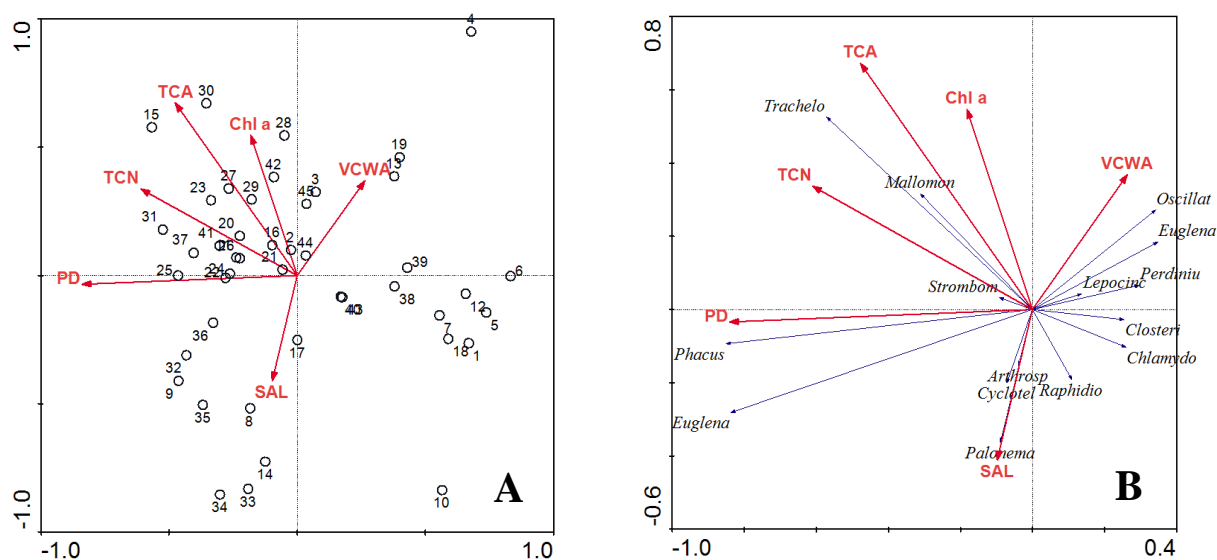 1.0
4
30
TCA
15
Chl a
28
19
42
13
VCWA
3
27
TCN
23
29
45
31
20
41
16
2
44
37
26
21
39
25
22
24
6
PD
38
12
40
43
5
36
7
17
18
1
32
9
SAL
35
8
14
34
33
10
A
-1.0
-1.0
1.0
0.8
TCA
Trachelo
Chl a
VCWA
TCN
Mallomon
Oscillat
Euglena
Perdiniu
Strombom
Lepocinc
PD
Closteri
Phacus
Chlamydo
Arthrosp
Cyclotel
Raphidio
Euglena
Palonema
SAL
B
-0.6
-1.0
0.4